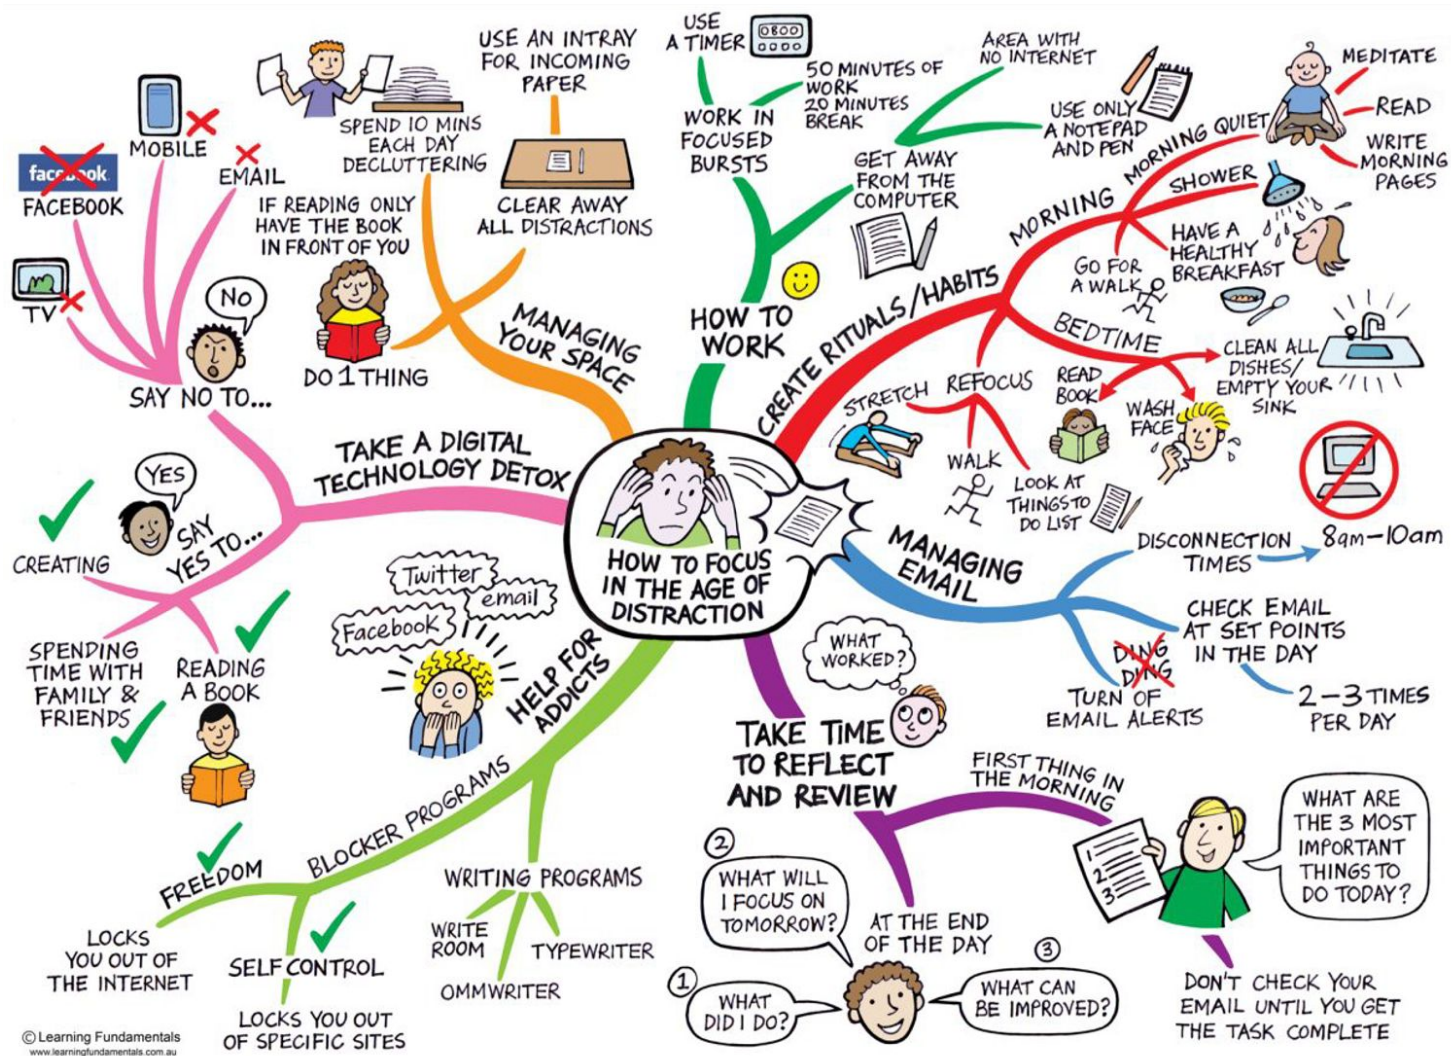 HOW TO FOCUS
IN THE AGE OF
DISTRACTION
HOW TO
WORK
WORK IN
FOCUSED
BURSTS
USE
A TIMER
0800
50 MINUTES OF
WORK
20 MINUTES
BREAK
GET AWAY
FROM THE
COMPUTER
AREA WITH
NO INTERNET
USE ONLY
A NOTEPAD
AND PEN
CREATE RITUALS/HABITS
MORNING
MORNING QUIET
MEDITATE
READ
WRITE
MORNING
PAGES
SHOWER
HAVE A
HEALTHY
BREAKFAST
GO FOR
A WALK
BEDTIME
CLEAN ALL
DISHES/
EMPTY YOUR
SINK
WASH
FACE
READ
BOOK
REFOCUS
STRETCH
WALK
LOOK AT
THINGS TO
DO LIST
MANAGING
EMAIL
DISCONNECTION
TIMES
8am-10am
CHECK EMAIL
AT SET POINTS
IN THE DAY
2-3 TIMES
PER DAY
DING
DING
TURN OF
EMAIL ALERTS
TAKE TIME
TO REFLECT
AND REVIEW
WHAT
WORKED?
FIRST THING IN
THE MORNING
1
2
3
WHAT ARE
THE 3 MOST
IMPORTANT
THINGS TO
DO TODAY?
DON'T CHECK YOUR
EMAIL UNTIL YOU GET
THE TASK COMPLETE
AT THE END
OF THE DAY
1
WHAT
DID I DO?
2
WHAT WILL
I FOCUS ON
TOMORROW?
3
WHAT CAN
BE IMPROVED?
HELP FOR
ADDICTS
Twitter
email
Facebook
WRITING PROGRAMS
WRITE
ROOM
OMMWRITER
TYPEWRITER
BLOCKER PROGRAMS
FREEDOM
LOCKS
YOU OUT OF
THE INTERNET
SELF CONTROL
LOCKS YOU OUT
OF SPECIFIC SITES
TAKE A DIGITAL
TECHNOLOGY DETOX
SAY NO TO...
NO
TV
facebook
FACEBOOK
MOBILE
EMAIL
SAY
YES TO...
YES
CREATING
SPENDING
TIME WITH
FAMILY &
FRIENDS
READING
A BOOK
MANAGING
YOUR SPACE
DO 1 THING
IF READING ONLY
HAVE THE BOOK
IN FRONT OF YOU
SPEND 10 MINS
EACH DAY
DECLUTTERING
CLEAR AWAY
ALL DISTRACTIONS
USE AN INTRAY
FOR INCOMING
PAPER
© Learning Fundamentals
www.learningfundamentals.com.au